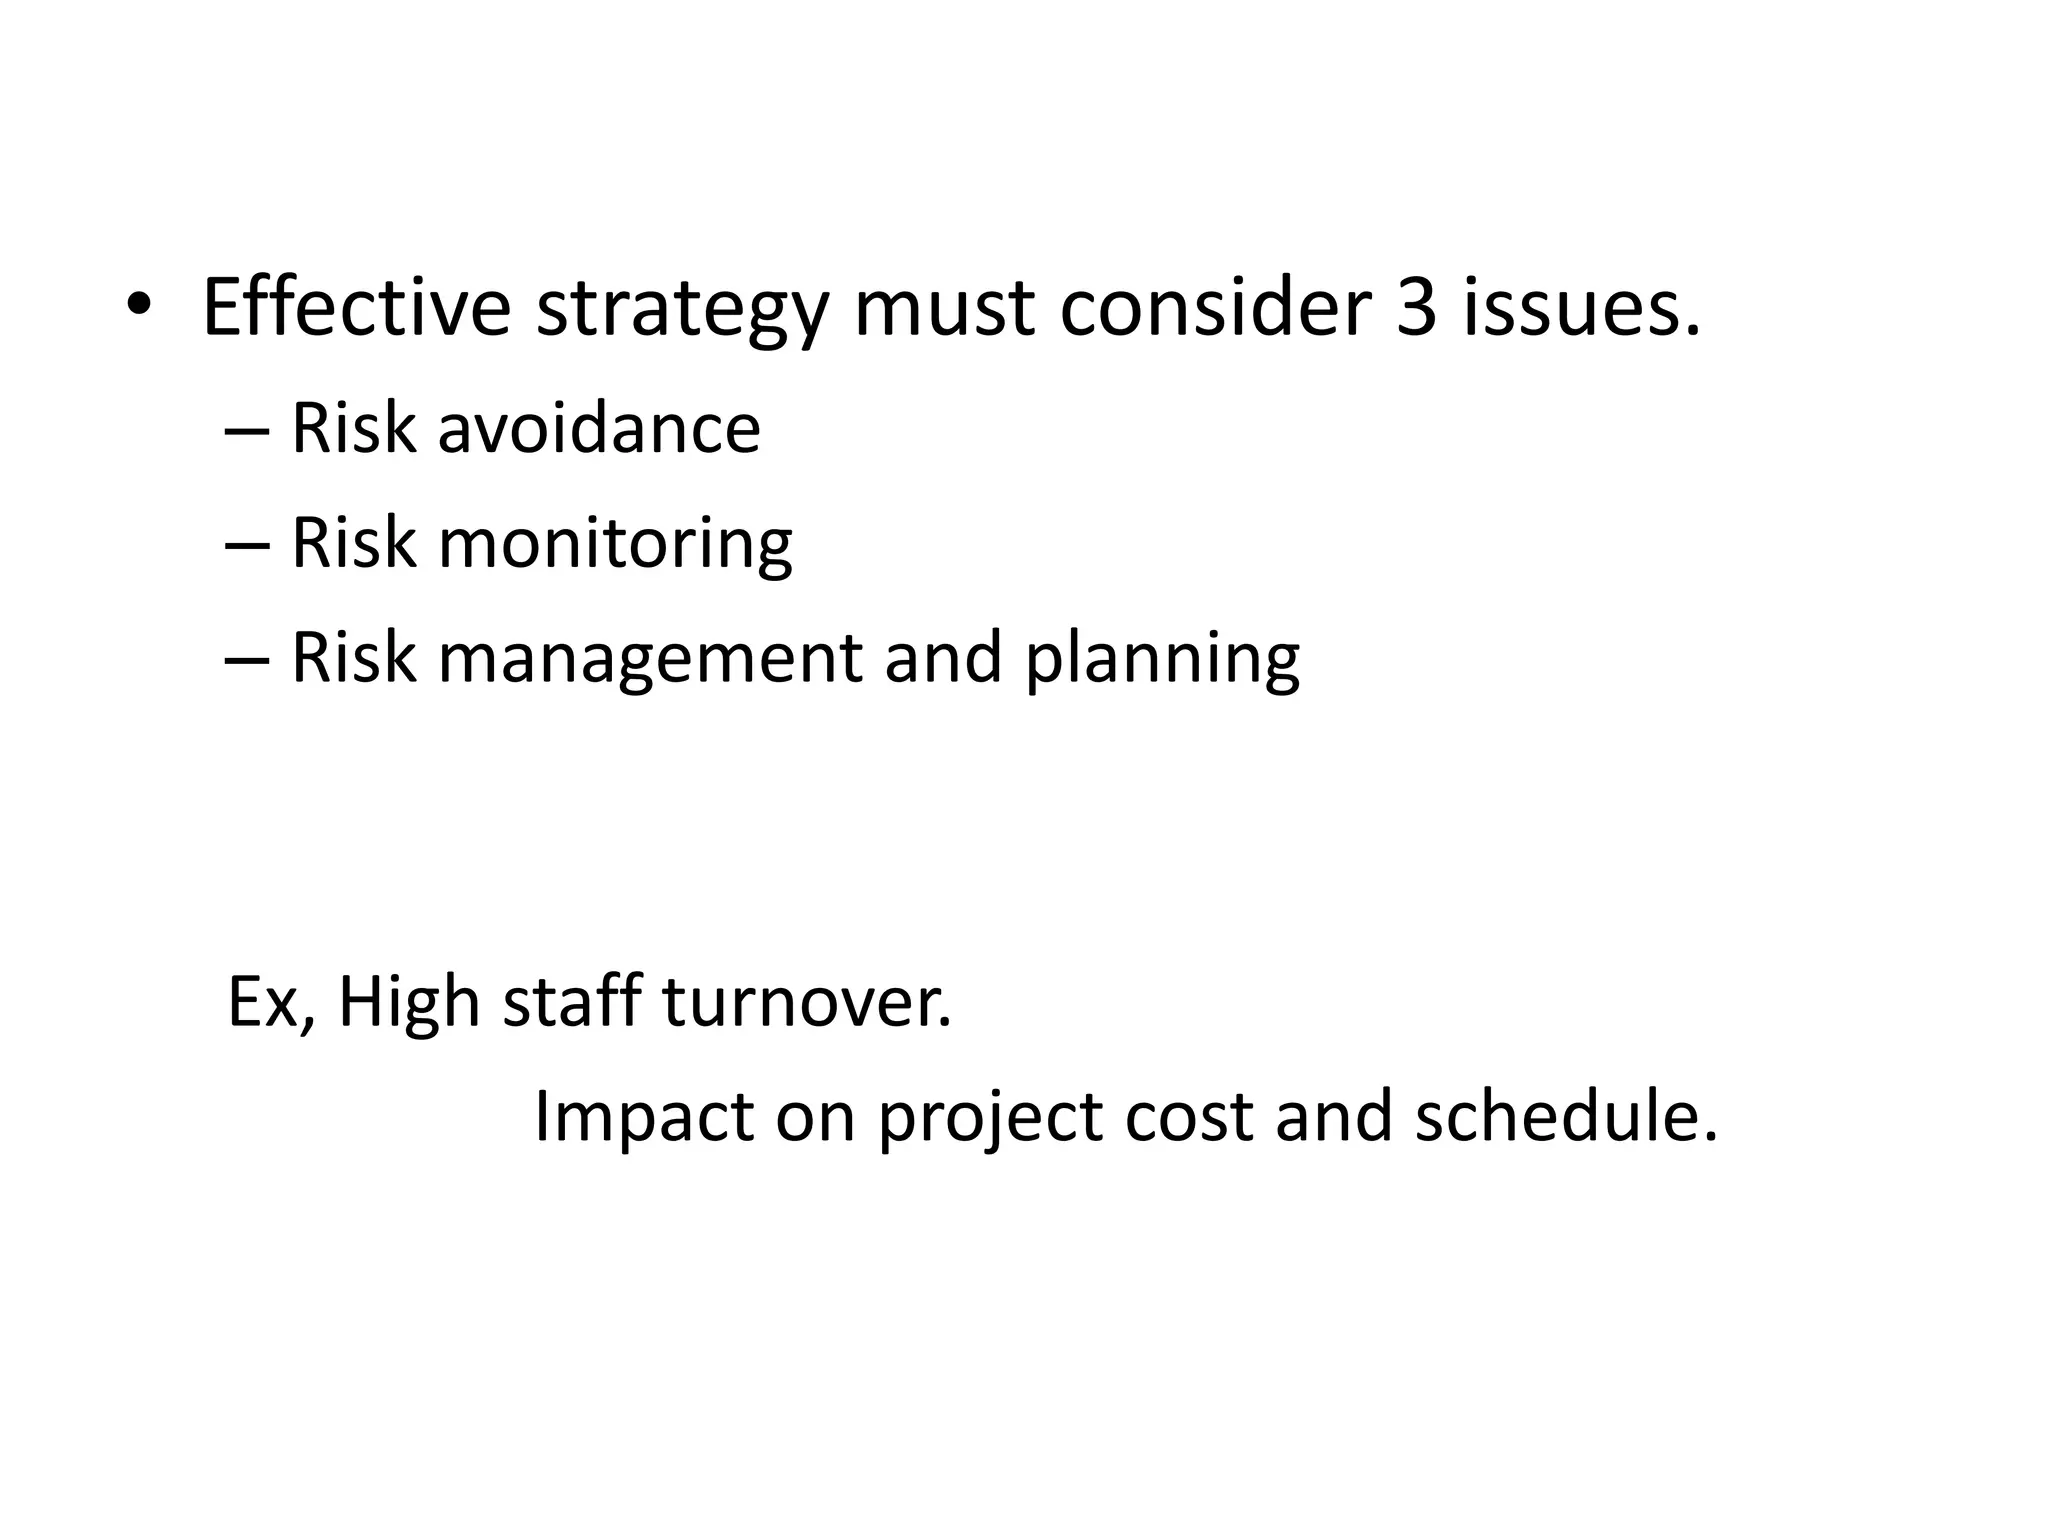 • Effective strategy must consider 3 issues.
– Risk avoidance
– Risk monitoring
– Risk management and planning
Ex, High staff turnover.
Impact on project cost and schedule.